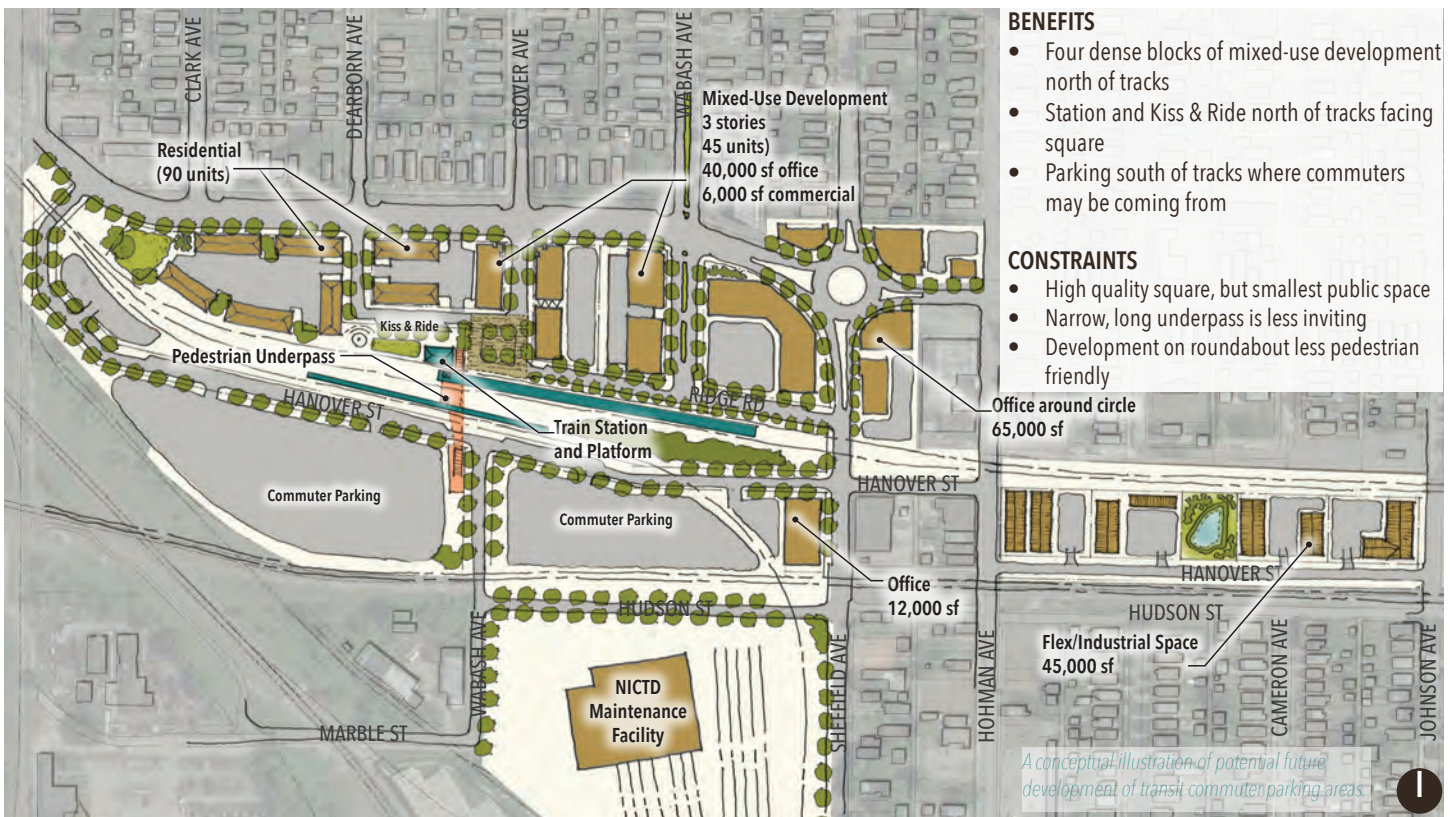 CLARK AVE
DEARBORN AVE
GROVER AVE
WABASH AVE
Residential
(90 units)
Mixed-Use Development
3 stories
45 units)
40,000 sf office
6,000 sf commercial
BENEFITS
• Four dense blocks of mixed-use development
north of tracks
• Station and Kiss & Ride north of tracks facing
square
• Parking south of tracks where commuters
may be coming from
CONSTRAINTS
• High quality square, but smallest public space
• Narrow, long underpass is less inviting
• Development on roundabout less pedestrian
friendly
Kiss & Ride
Pedestrian Underpass
HANOVER ST
RIDGE RD
Train Station
and Platform
Office around circle
65,000 sf
Commuter Parking
Commuter Parking
HANOVER ST
HANOVER ST
Office
12,000 sf
HUDSON ST
HUDSON ST
Flex/Industrial Space
45,000 sf
WABASH AVE
NICTD
Maintenance
Facility
MARBLE ST
SHEFFIELD AVE
HOHMAN AVE
CAMERON AVE
JOHNSON AVE
A conceptual illustration of potential future
development of transit commuter parking areas.
I